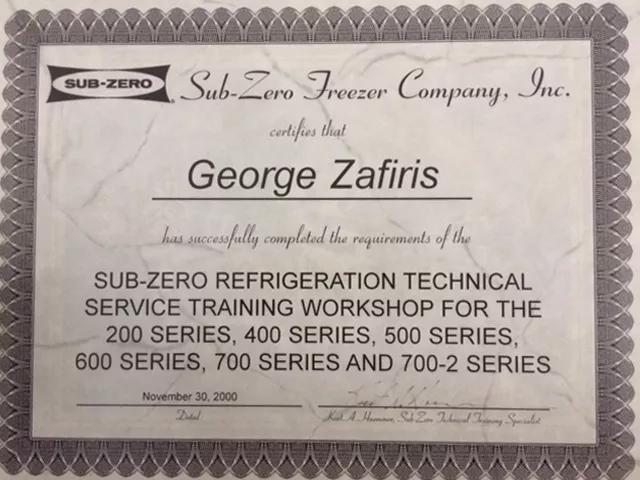 SUB-ZERO
Sub-Zero Freezer Company, Inc.
certifies that
George Zafiris
has successfully completed the requirements of the
SUB-ZERO REFRIGERATION TECHNICAL
SERVICE TRAINING WORKSHOP FOR THE
200 SERIES, 400 SERIES, 500 SERIES,
600 SERIES, 700 SERIES AND 700-2 SERIES
November 30, 2000
Dated
A. Sub-Zero Technical Training Specialist